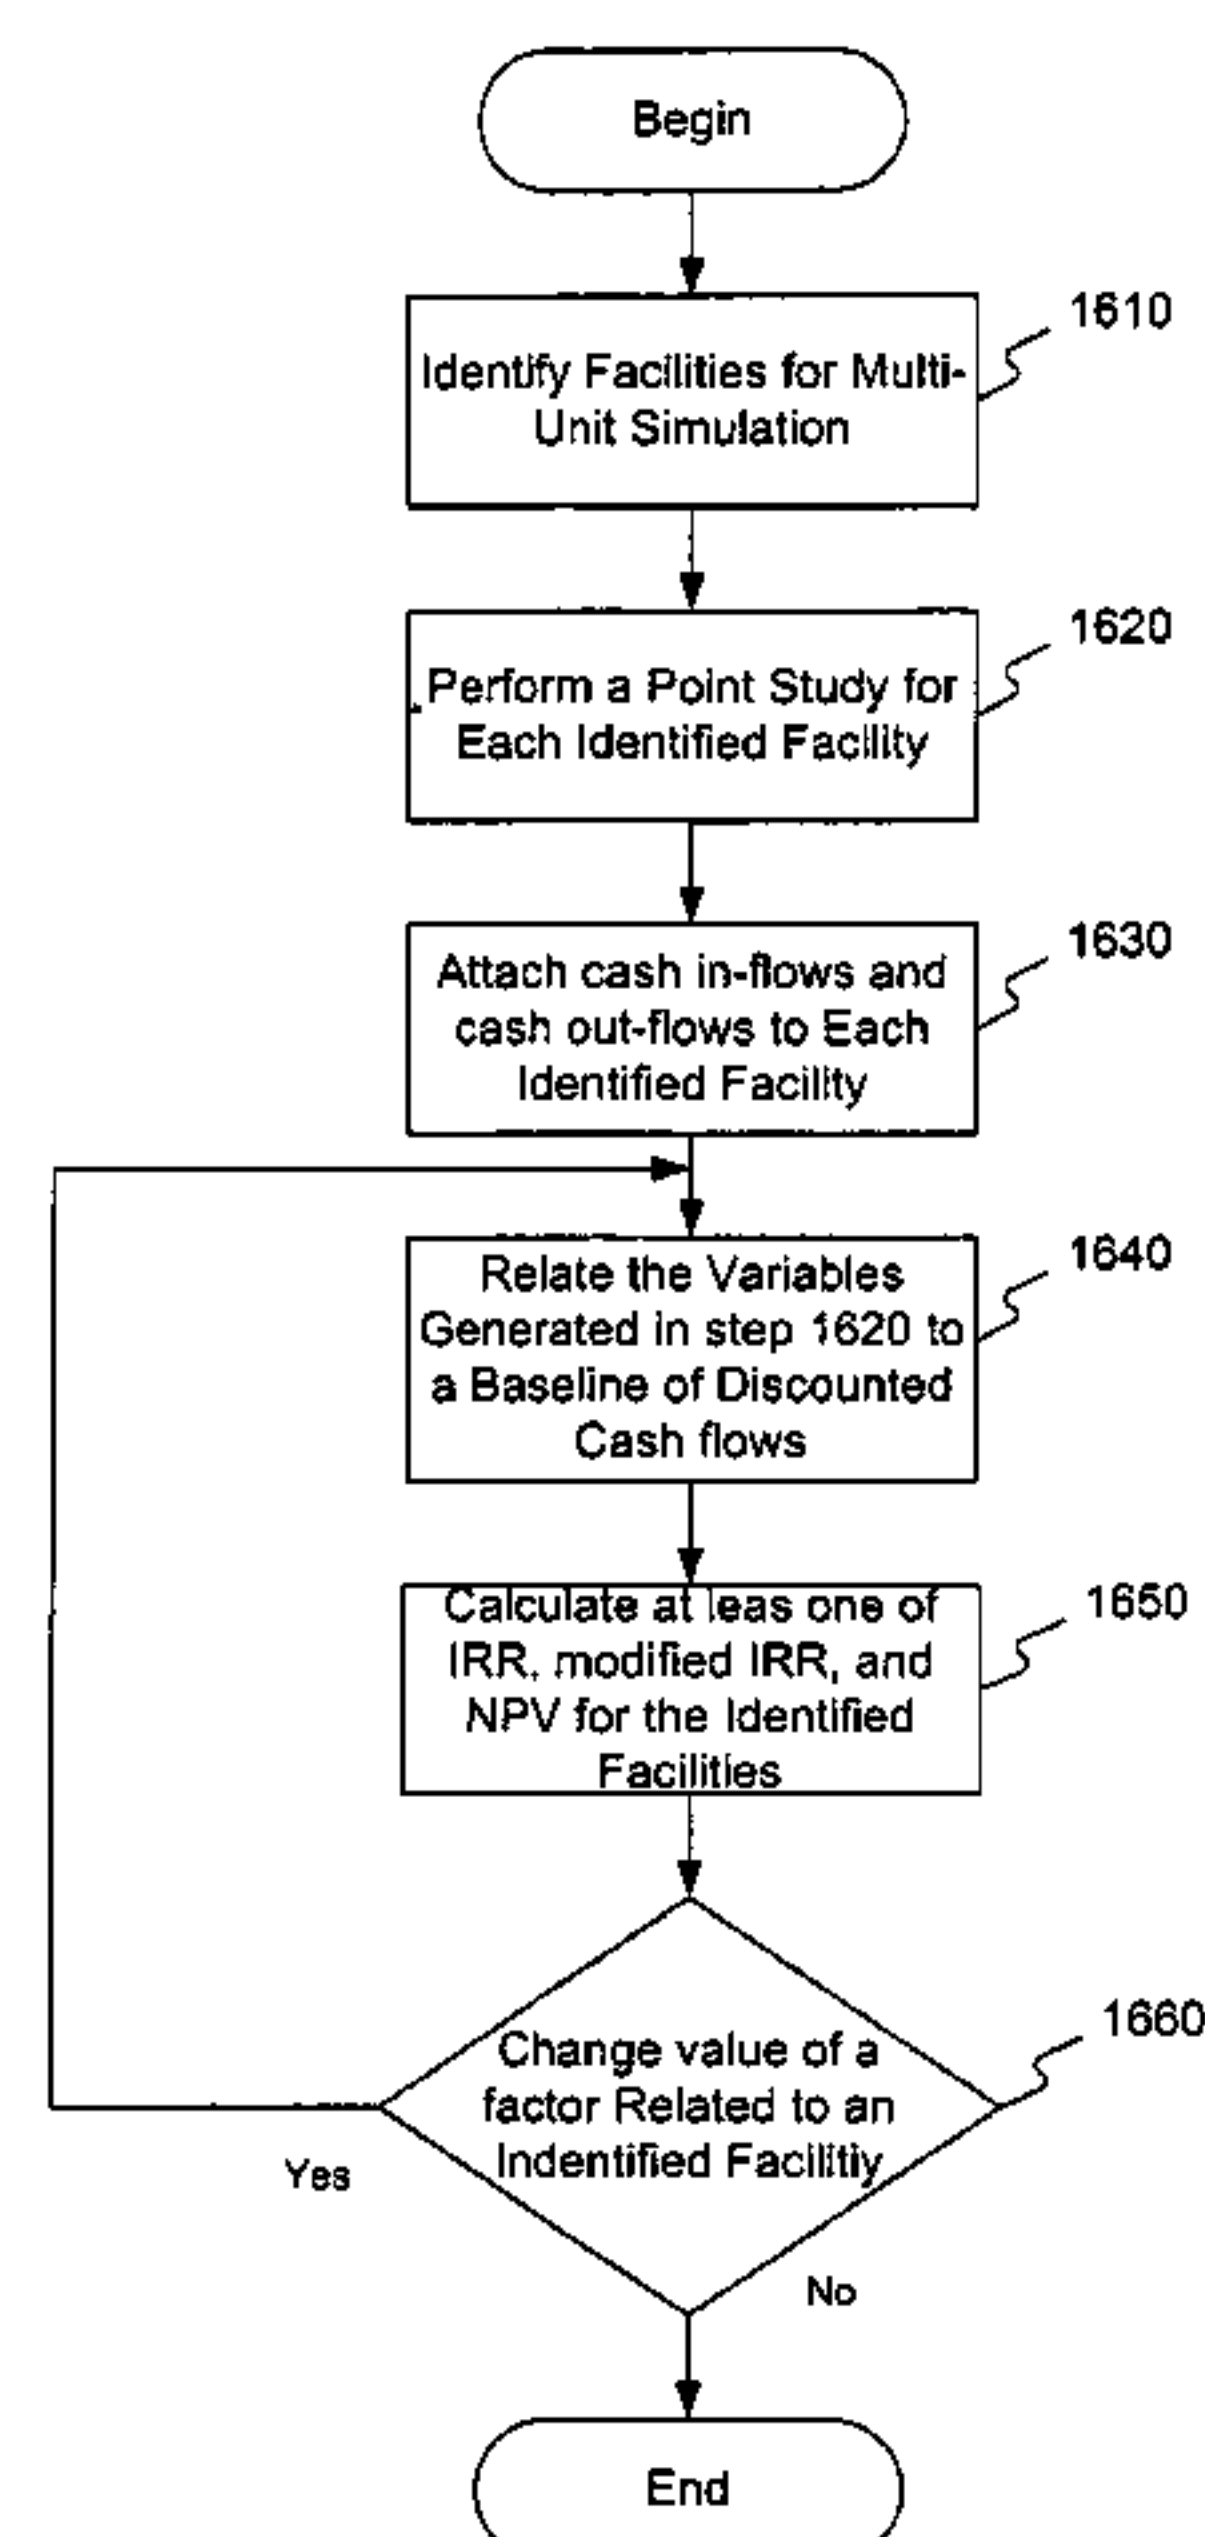 Begin
1610
Identify Facilities for Multi-
Unit Simulation
1620
Perform a Point Study for
Each Identified Facility
1630
Attach cash in-flows and
cash out-flows to Each
Identified Facility
1640
Relate the Variables
Generated in step 1620 to
a Baseline of Discounted
Cash flows
1650
Calculate at leas one of
IRR, modified IRR, and
NPV for the Identified
Facilities
1660
Change value of a
factor Related to an
Indentified Facilitiy
Yes
No
End